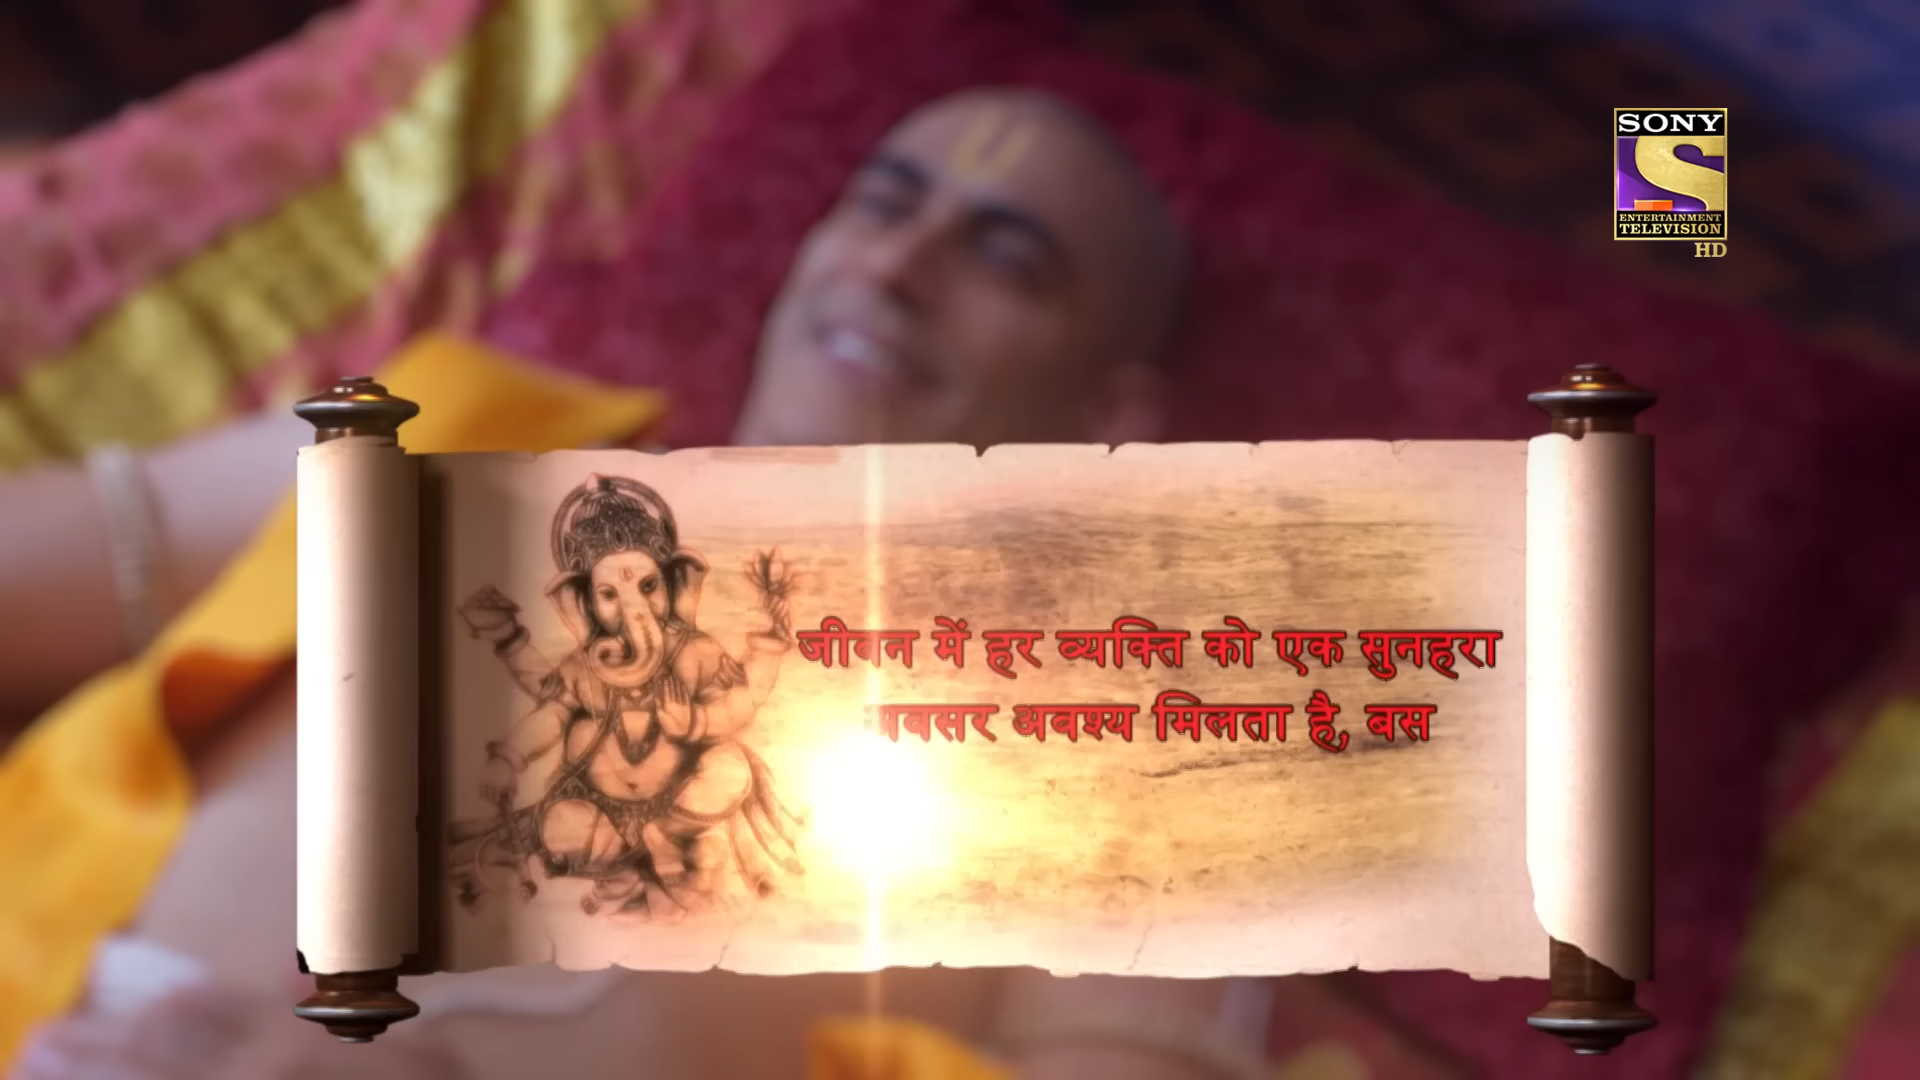 SONY
ENTERTAINMENT
TELEVISION
HD
जीवन में हर व्यक्ति को एक सुनहरा
अवसर अवश्य मिलता है, बस